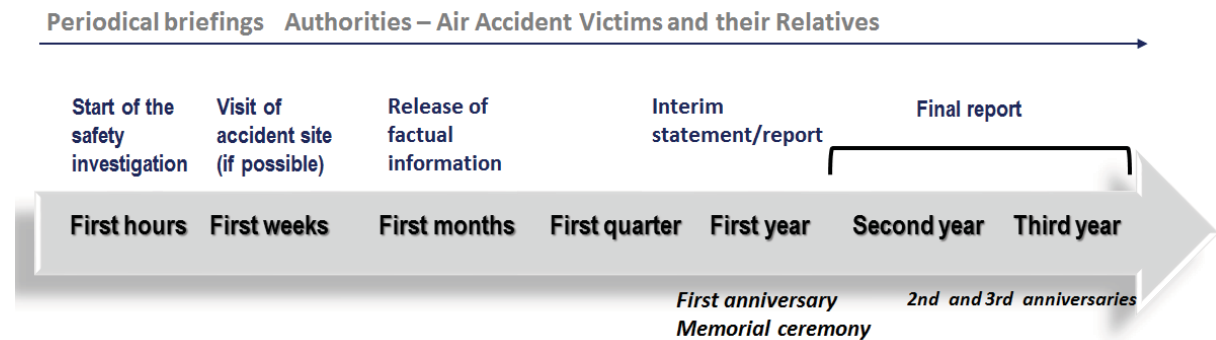 Periodical briefings Authorities – Air Accident Victims and their Relatives
Start of the
safety
investigation
Visit of
accident site
(if possible)
Release of
factual
information
Interim
statement/report
Final report
First hours First weeks First months First quarter First year Second year Third year
First anniversary
Memorial ceremony
2nd and 3rd anniversaries